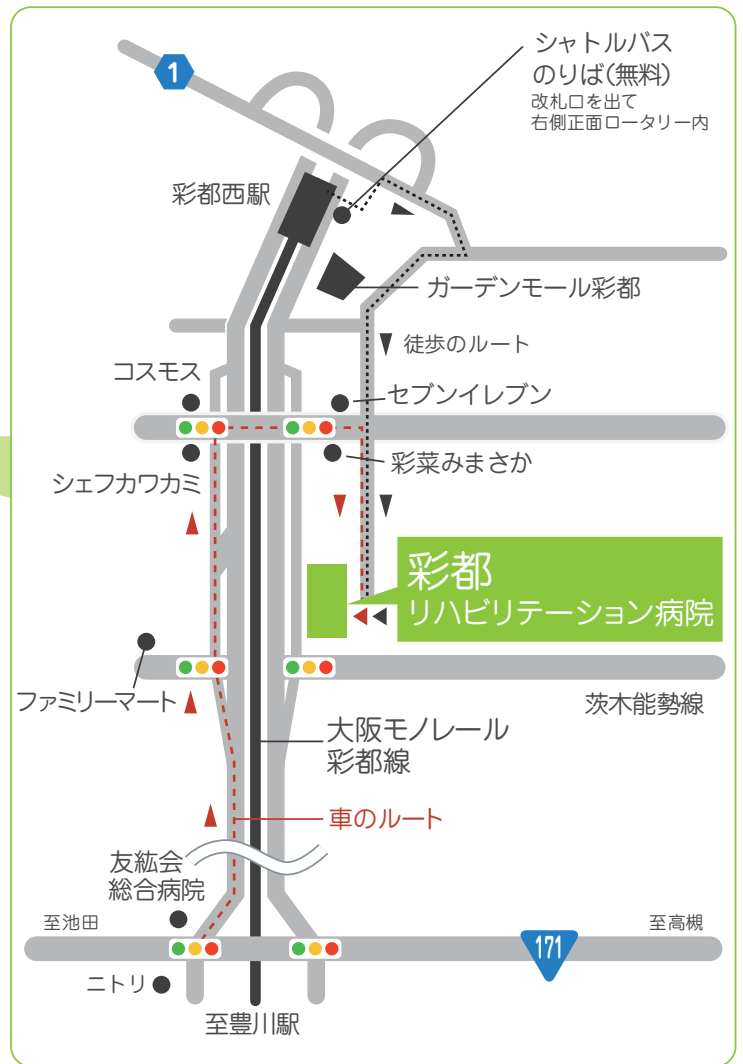 シャトルバス
のりば(無料)
改札口を出て
右側正面ロータリー内
1
彩都西駅
ガーデンモール彩都
徒歩のルート
コスモス
セブンイレブン
彩菜みまさか
シェフカワカミ
彩都
リハビリテーション病院
ファミリーマート
茨木能勢線
大阪モノレール
彩都線
車のルート
友紘会
総合病院
至池田
至高槻
171
ニトリ
至豊川駅